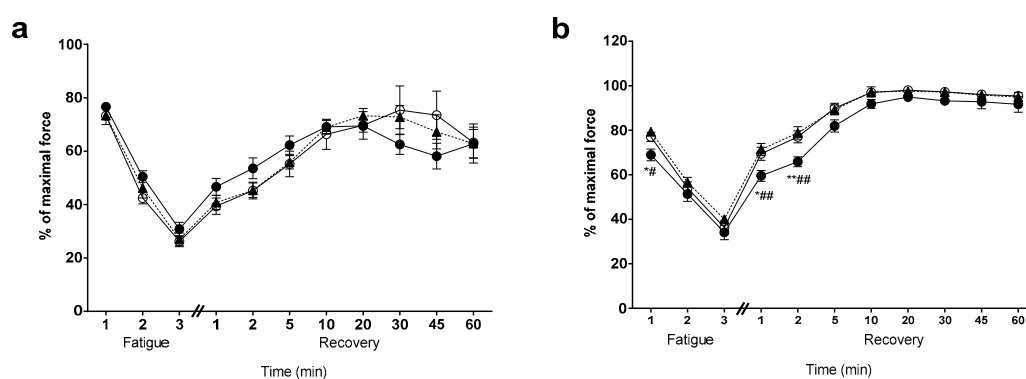 a
% of maximal force
100
80
60
40
20
0
1 2 3 1 2 5 10 20 30 45 60
Fatigue Recovery
Time (min)
b
% of maximal force
120
100
80
60
40
20
0
*#
*##
**##
1 2 3 1 2 5 10 20 30 45 60
Fatigue Recovery
Time (min)